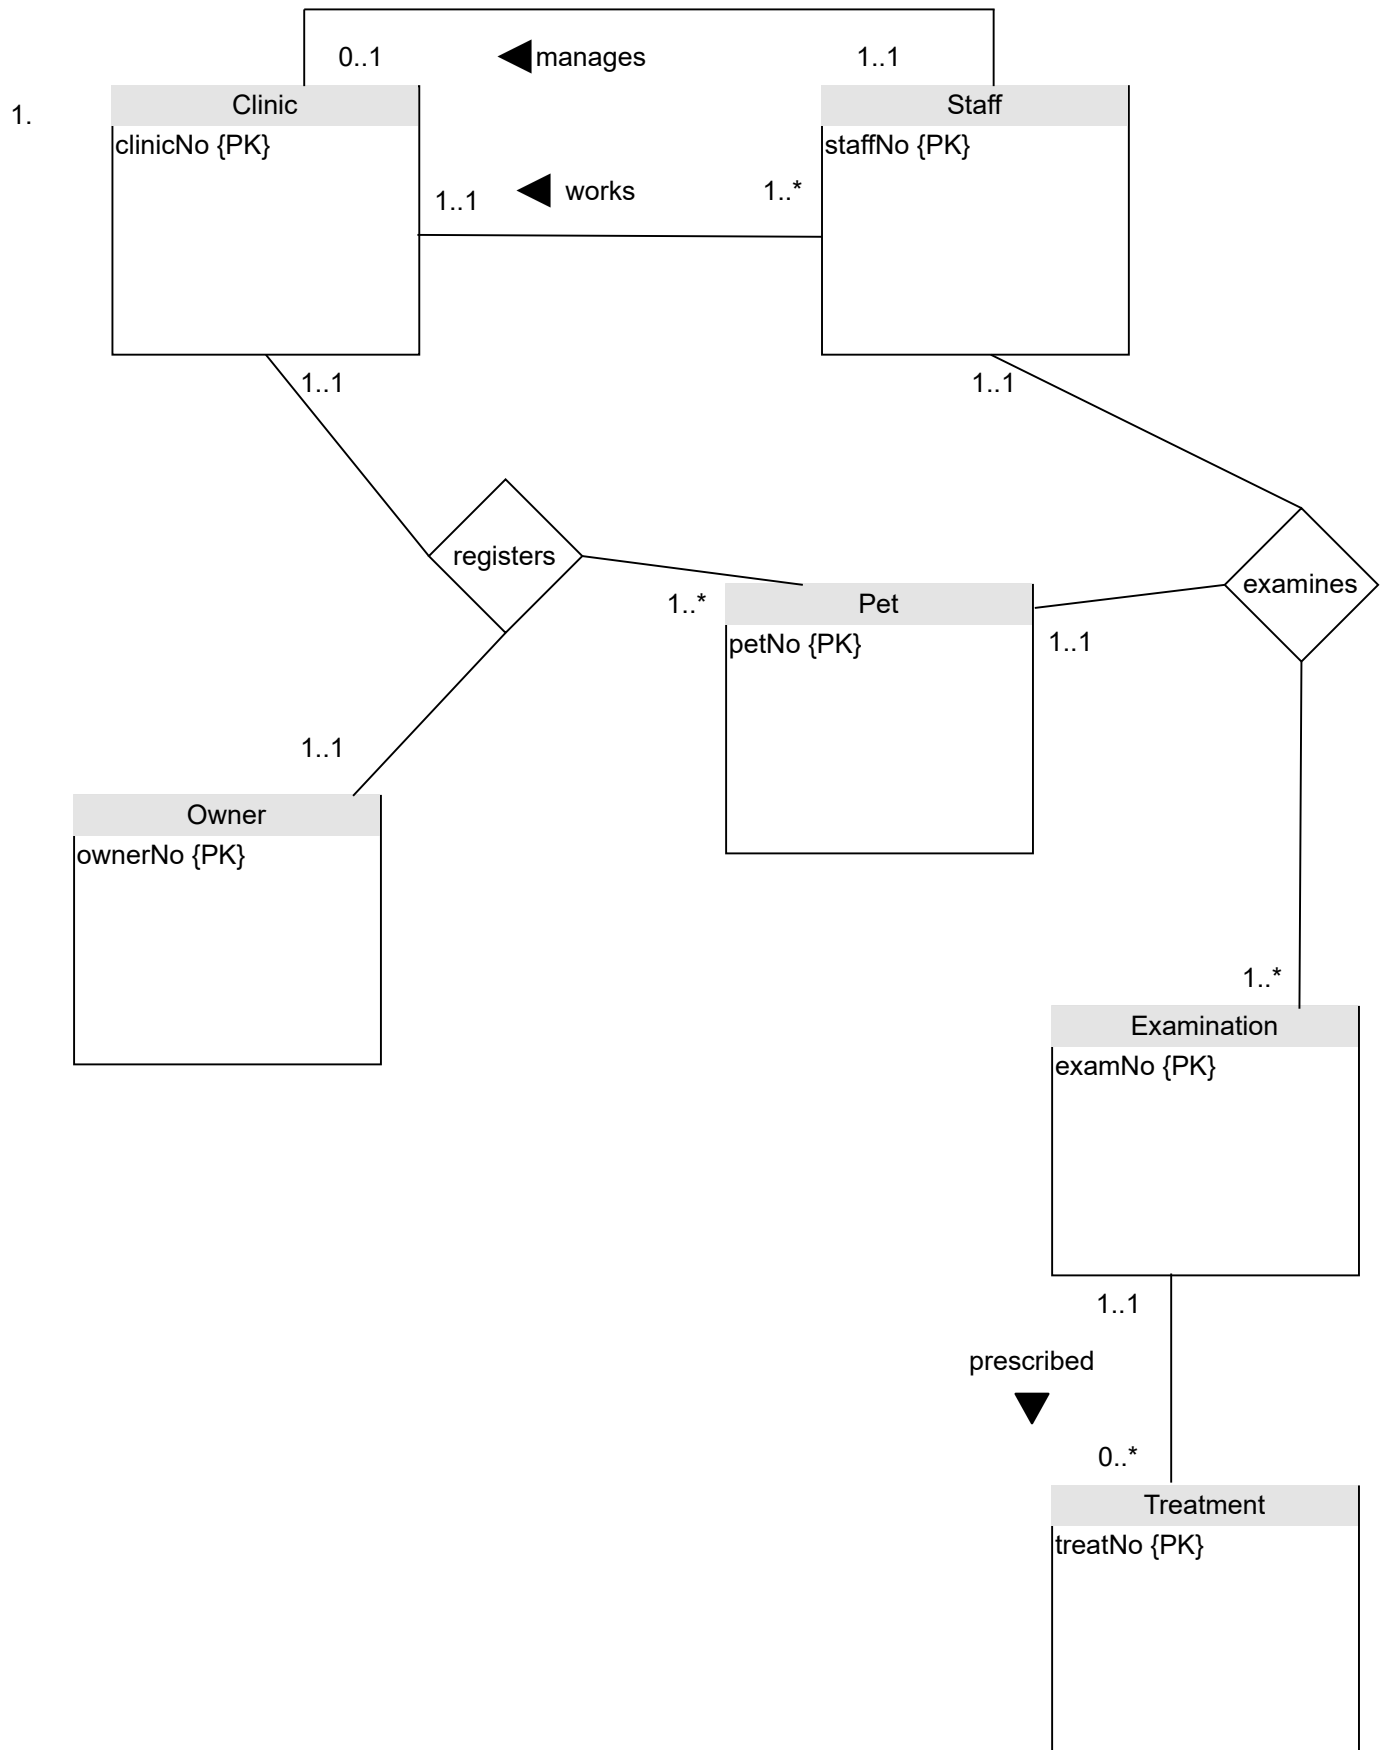 0..1 manages 1..1
1.
Clinic
clinicNo {PK}
Staff
staffNo {PK}
1..1 works 1..*
1..1
1..1
registers
examines
1..*
Pet
petNo {PK}
1..1
1..1
Owner
ownerNo {PK}
1..*
Examination
examNo {PK}
1..1
prescribed
0..*
Treatment
treatNo {PK}